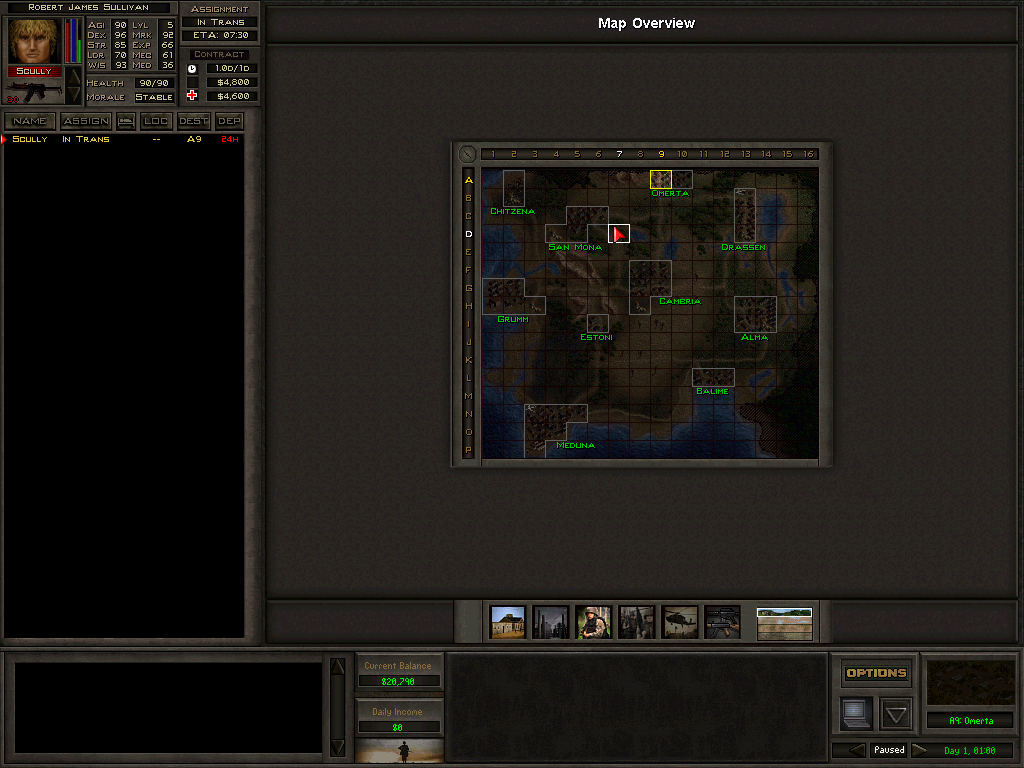 Robert James Sullivan
Assignment
In Trans
ETA: 07:30
Agi 90 Lvl 5
Dex 96 Mrk 92
Str 85 Exp 66
Ldr 70 Mec 61
Wis 93 Med 36
Scully
30
Health 90/90
Morale Stable
Contract
1.0D/1D
$4,800
$4,600
Name Assign Loc Dest Dep
Scully In Trans -- A9 24H
Map Overview
1 2 3 4 5 6 7 8 9 10 11 12 13 14 15 16
A
B
C
D
E
F
G
H
I
J
K
L
M
N
O
P
Omerta
Chitzena
San Mona
Drassen
Cambria
Grumm
Estoni
Alma
Balime
Meduna
Current Balance
$20,790
Daily Income
$0
OPTIONS
A9: Omerta
Paused
Day 1, 01:00